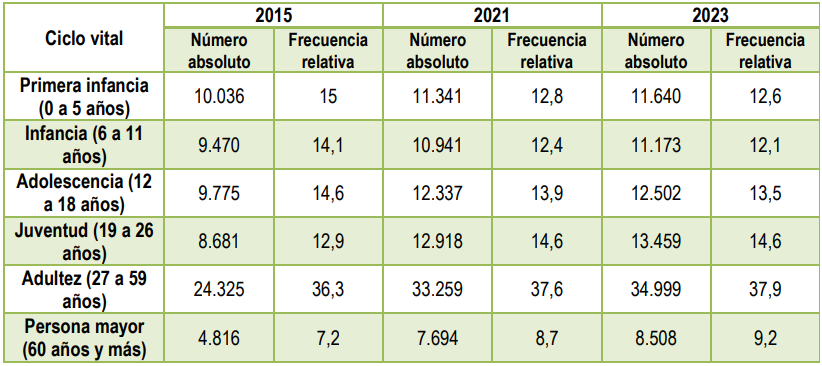 Ciclo vital 2015 2021 2023
Número absoluto Frecuencia relativa Número absoluto Frecuencia relativa Número absoluto Frecuencia relativa
Primera infancia
(0 a 5 años) 10.036 15 11.341 12,8 11.640 12,6
Infancia (6 a 11
años) 9.470 14,1 10.941 12,4 11.173 12,1
Adolescencia (12
a 18 años) 9.775 14,6 12.337 13,9 12.502 13,5
Juventud (19 a 26
años) 8.681 12,9 12.918 14,6 13.459 14,6
Adultez (27 a 59
años) 24.325 36,3 33.259 37,6 34.999 37,9
Persona mayor
(60 años y más) 4.816 7,2 7.694 8,7 8.508 9,2